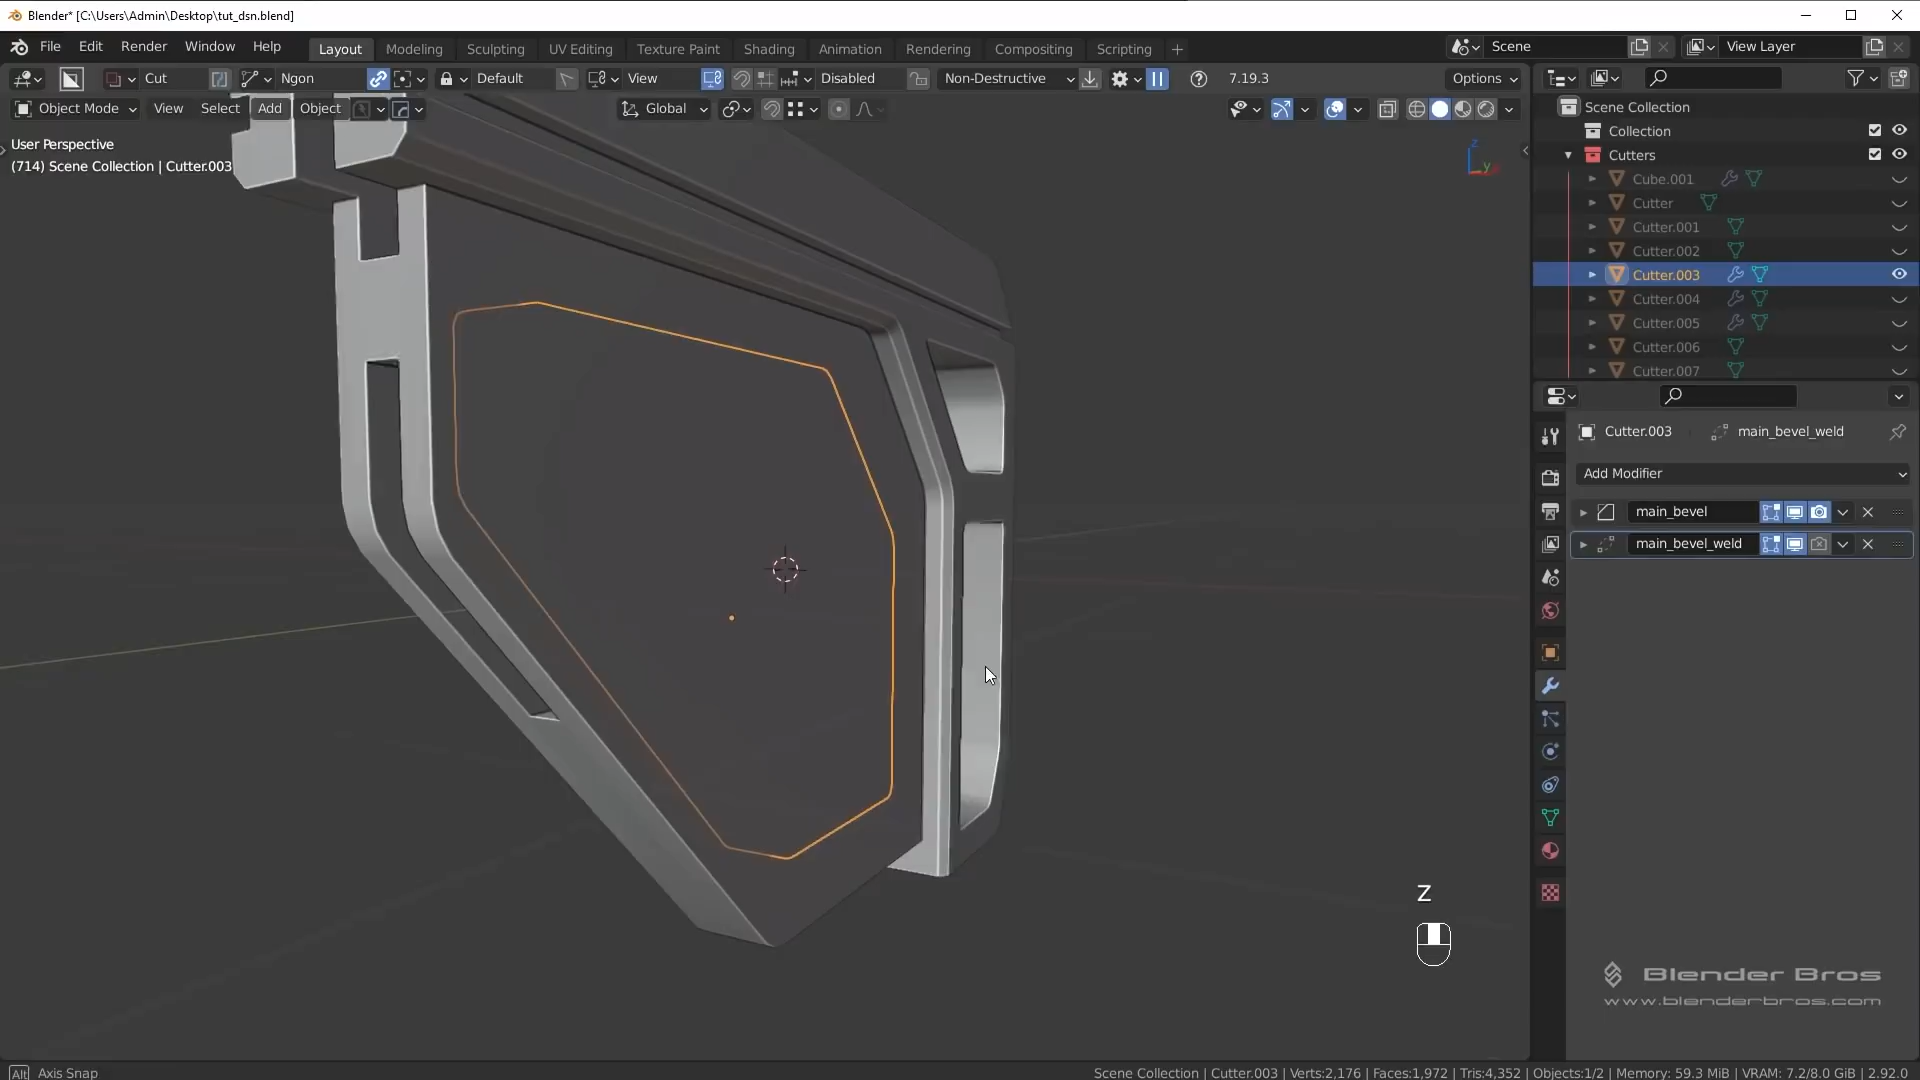 Blender* [C:\Users\Admin\Desktop\tut_dsn.blend]
File Edit Render Window Help Layout Modeling Sculpting UV Editing Texture Paint Shading Animation Rendering Compositing Scripting + Scene View Layer
Cut Ngon Default View Disabled Non-Destructive 7.19.3 Options
Object Mode View Select Add Object Global
User Perspective
(714) Scene Collection | Cutter.003
Z
Y
Scene Collection
Collection
Cutters
Cube.001
Cutter
Cutter.001
Cutter.002
Cutter.003
Cutter.004
Cutter.005
Cutter.006
Cutter.007
Cutter.003 main_bevel_weld
Add Modifier
main_bevel
main_bevel_weld
Z
Blender Bros
www.blenderbros.com
Alt Axis Snap
Scene Collection | Cutter.003 | Verts:2,176 | Faces:1,972 | Tris:4,352 | Objects:1/2 | Memory: 59.3 MiB | VRAM: 7.2/8.0 GiB | 2.92.0